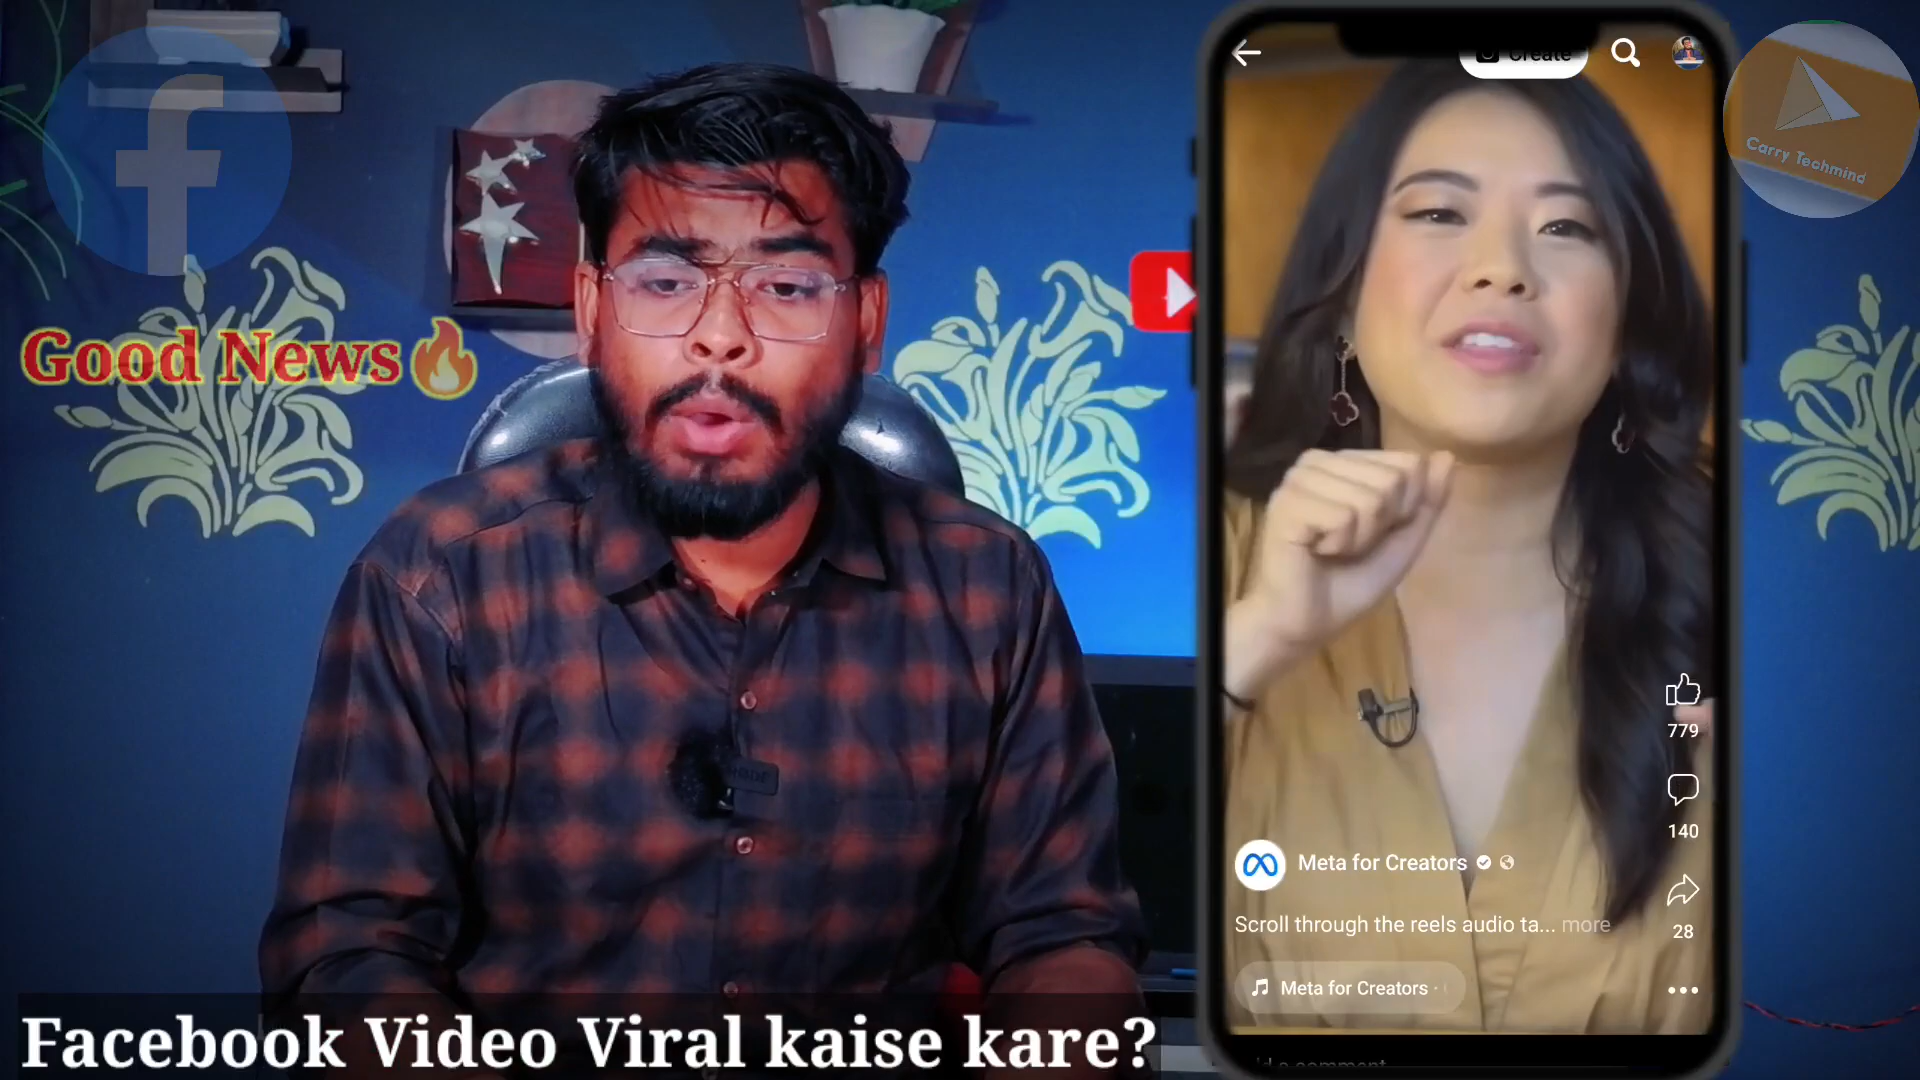 Create
Carry Techmind
Good News🔥
779
140
Meta for Creators
Scroll through the reels audio ta... more
28
Meta for Creators ·
Facebook Video Viral kaise kare?